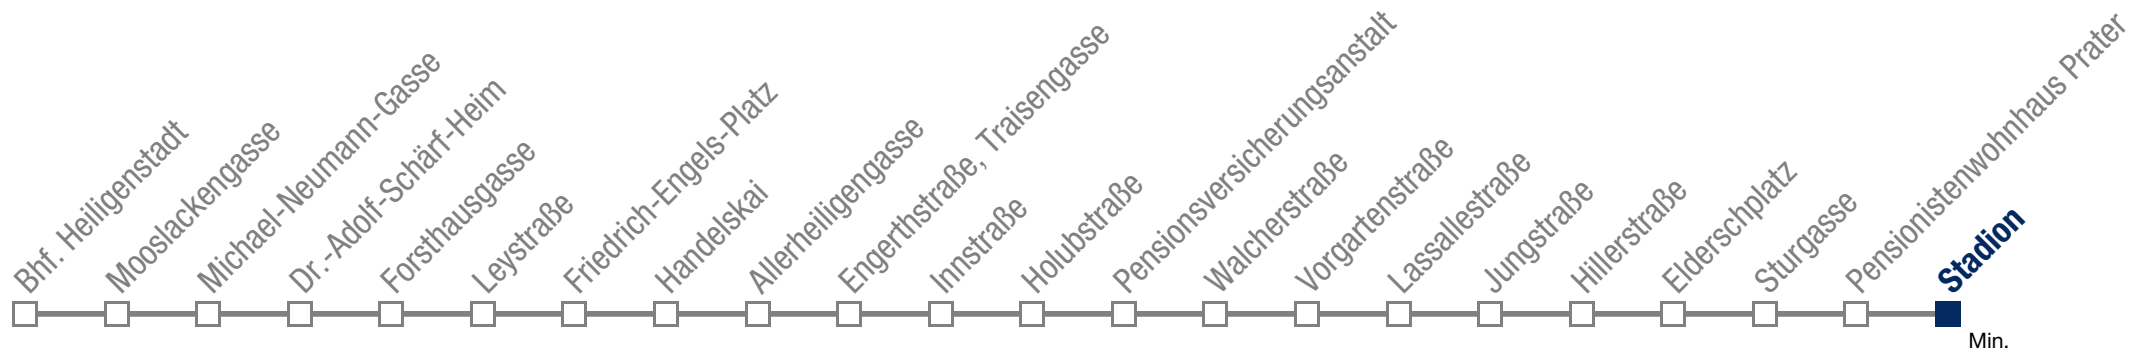 Bhf. Heiligenstadt
Mooslackengasse
Michael-Neumann-Gasse
Dr.-Adolf-Schärf-Heim
Forsthausgasse
Leystraße
Friedrich-Engels-Platz
Handelskai
Allerheiligengasse
Engerthstraße, Traisengasse
Innstraße
Holubstraße
Pensionsversicherungsanstalt
Walcherstraße
Vorgartenstraße
Lassallestraße
Jungstraße
Hillerstraße
Elderschplatz
Sturgasse
Pensionistenwohnhaus Prater
Stadion
Min.